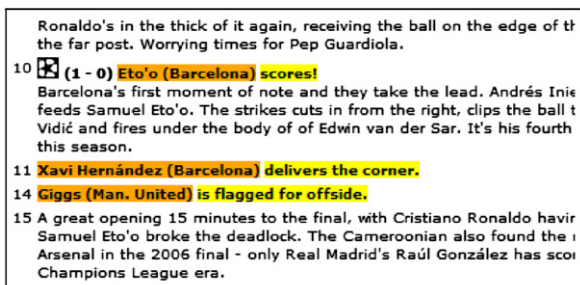 Ronaldo's in the thick of it again, receiving the ball on the edge of
the far post. Worrying times for Pep Guardiola.
10 (1 - 0) Eto'o (Barcelona) scores!
Barcelona's first moment of note and they take the lead. Andrés
feeds Samuel Eto'o. The strikes cuts in from the right, clips the ball
Vidić and fires under the body of of Edwin van der Sar. It's his fourth
this season.
11 Xavi Hernández (Barcelona) delivers the corner.
14 Giggs (Man. United) is flagged for offside.
15 A great opening 15 minutes to the final, with Cristiano Ronaldo
Samuel Eto'o broke the deadlock. The Cameroonian also found the
Arsenal in the 2006 final - only Real Madrid's Raúl González has
Champions League era.